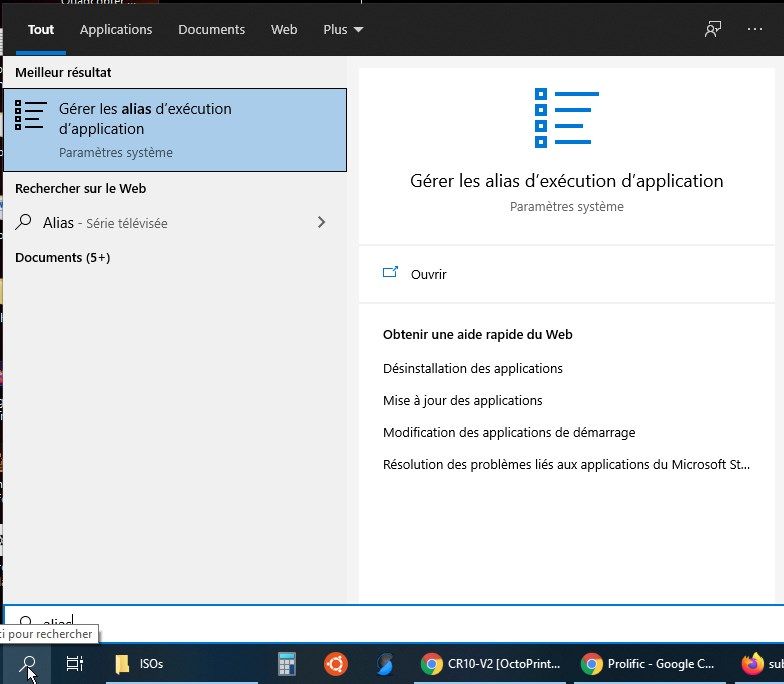 Tout Applications Documents Web Plus
Meilleur résultat
Gérer les alias d'exécution
d'application
Paramètres système
Rechercher sur le Web
Alias - Série télévisée
Documents (5+)
Gérer les alias d'exécution d'application
Paramètres système
Ouvrir
Obtenir une aide rapide du Web
Désinstallation des applications
Mise à jour des applications
Modification des applications de démarrage
Résolution des problèmes liés aux applications du Microsoft St...
alias
ci pour rechercher
ISOs
CR10-V2 [OctoPrint...
Prolific - Google C...
sub